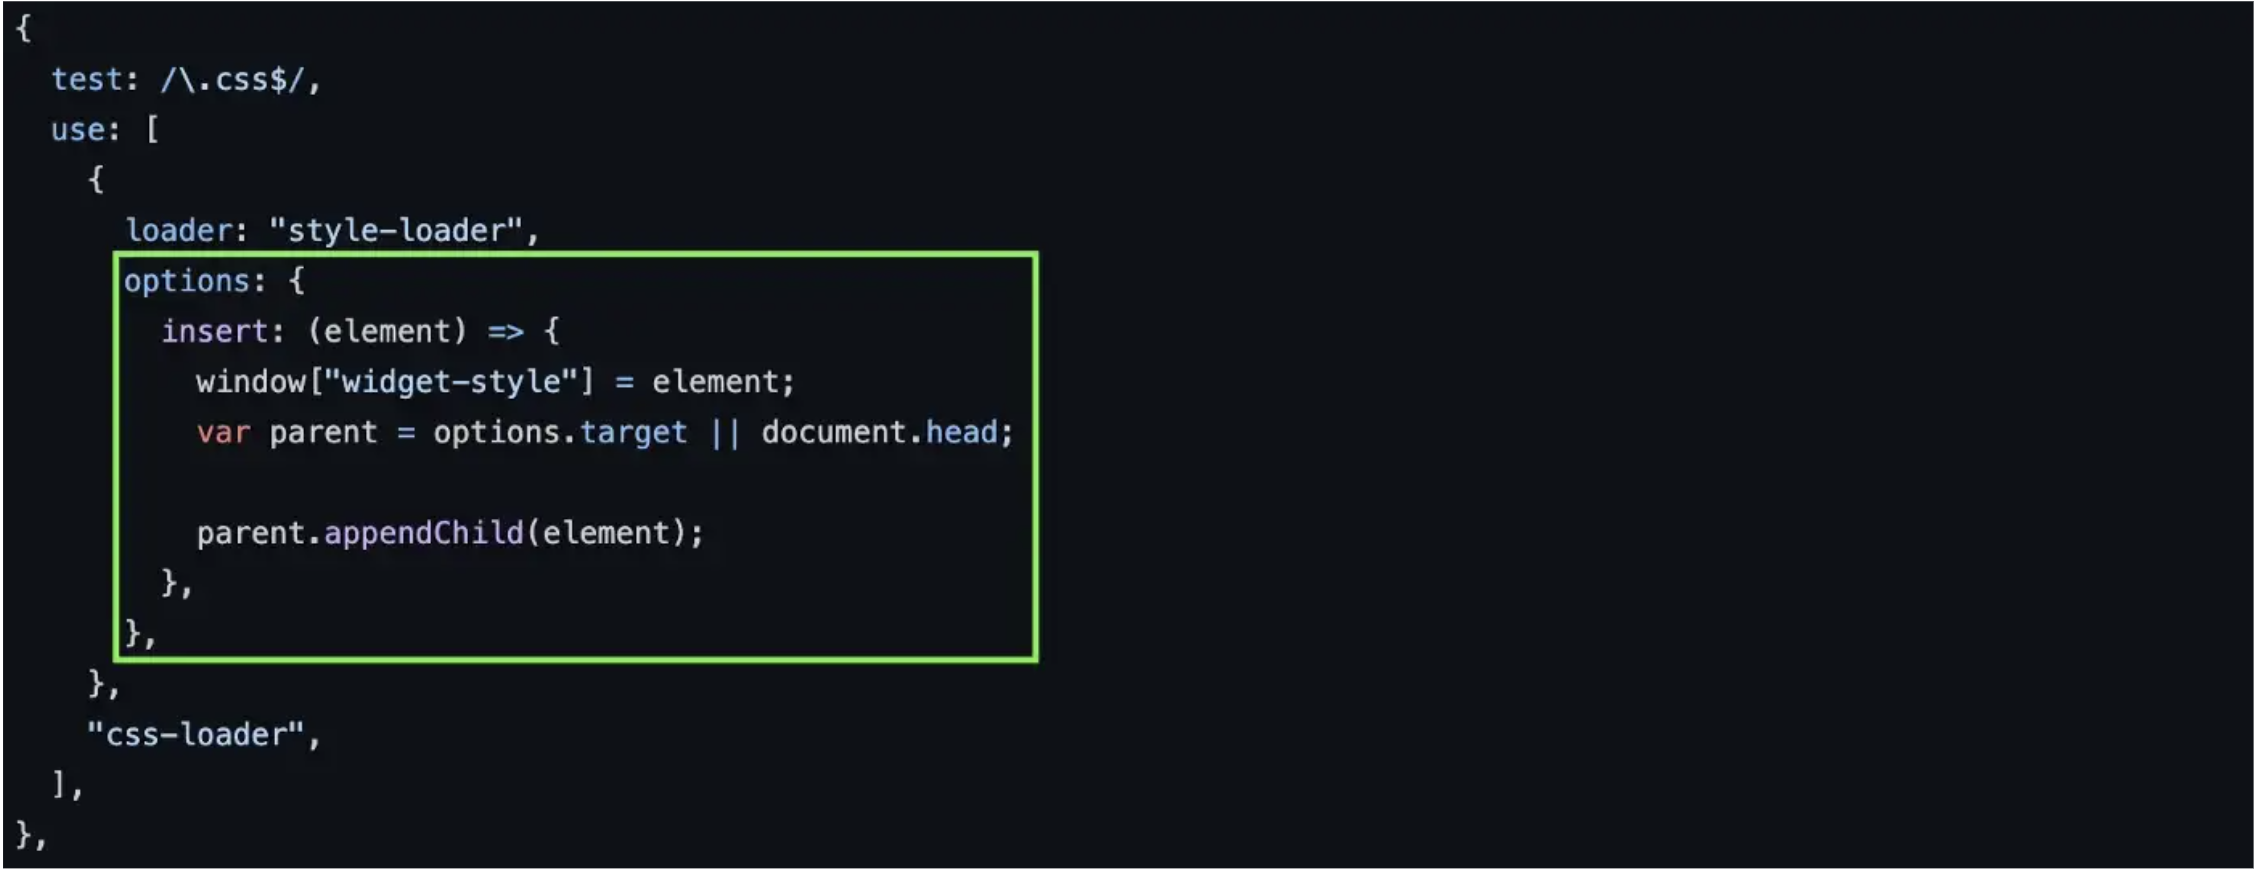 {
  test: /\.css$/,
  use: [
    {
      loader: "style-loader",
      options: {
        insert: (element) => {
          window["widget-style"] = element;
          var parent = options.target || document.head;

          parent.appendChild(element);
        },
      },
    },
    "css-loader",
  ],
},